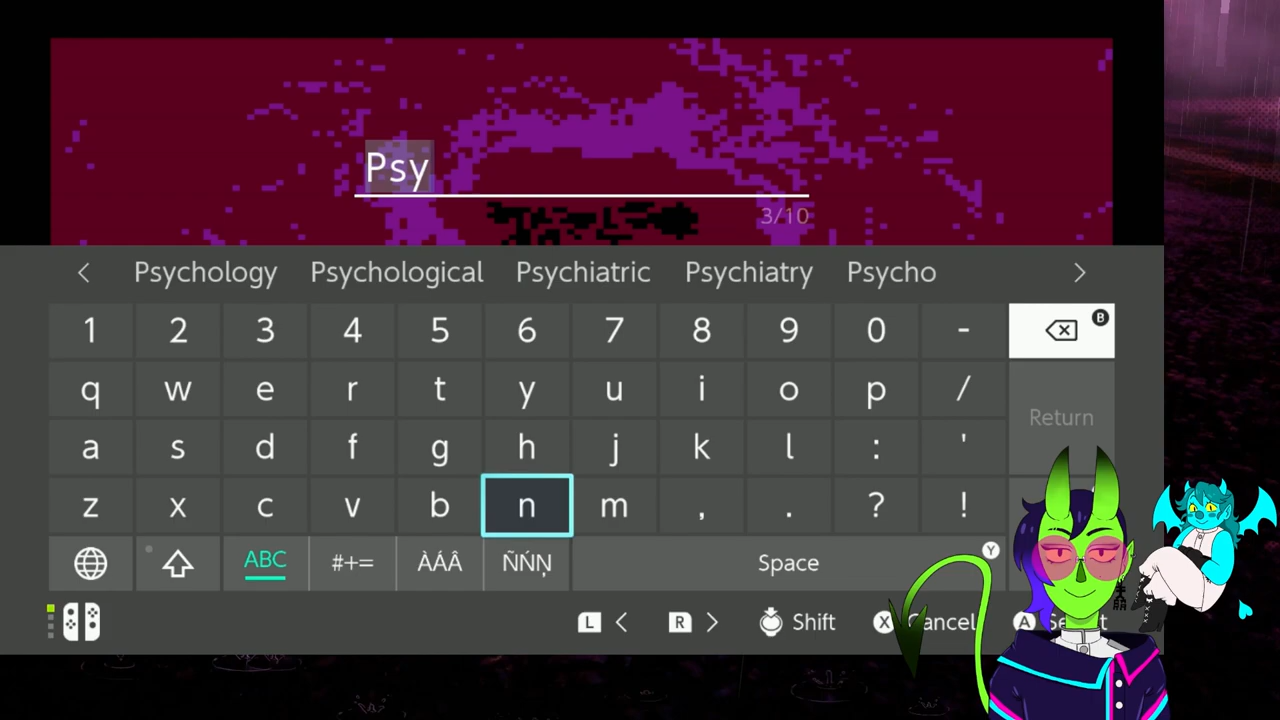 Psy
3/10
< Psychology Psychological Psychiatric Psychiatry Psycho >
1 2 3 4 5 6 7 8 9 0 - B
q w e r t y u i o p /
Return
a s d f g h j k l : '
z x c v b n m , . ? !
ABC #+= ÀÁÂ ÑŃŅ Space Y
L < R > Shift X Cancel A